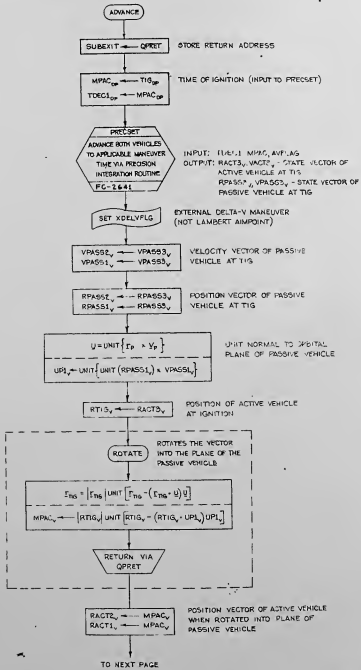 ADVANCE
SUBEXIT ← QPRET
STORE RETURN ADDRESS
MPAC_DP ← TIG_DP
TDEC1_DP ← MPAC_DP
TIME OF IGNITION (INPUT TO PRECSET)
PRECSET
ADVANCE BOTH VEHICLES
TO APPLICABLE MANEUVER
TIME VIA PRECISION
INTEGRATION ROUTINE
FC-2641
INPUT: MPAC, AVFLAG
OUTPUT: RACT3_V, VACT3_V - STATE VECTOR OF
ACTIVE VEHICLE AT TIG
RPASS3_V, VPASS3_V - STATE VECTOR OF
PASSIVE VEHICLE AT TIG
SET XDELVFLG
EXTERNAL DELTA-V MANEUVER
(NOT LAMBERT AIMPOINT)
VPASS2_V ← VPASS3_V
VPASS1_V ← VPASS3_V
VELOCITY VECTOR OF PASSIVE
VEHICLE AT TIG
RPASS2_V ← RPASS3_V
RPASS1_V ← RPASS3_V
POSITION VECTOR OF PASSIVE
VEHICLE AT TIG
U = UNIT{r_P × V_P}
UP1_V ← UNIT{UNIT(RPASS1_V) × VPASS1_V}
UNIT NORMAL TO ORBITAL
PLANE OF PASSIVE VEHICLE
RTIG_V ← RACT3_V
POSITION OF ACTIVE VEHICLE
AT IGNITION
ROTATE
ROTATES THE VECTOR
INTO THE PLANE OF THE
PASSIVE VEHICLE
r_TIG = |r_TIG| UNIT[r_TIG - (r_TIG · U) U]
MPAC_V ← |RTIG_V| UNIT[RTIG_V - (RTIG_V · UP1_V) UP1_V]
RETURN VIA
QPRET
RACT2_V ← MPAC_V
RACT1_V ← MPAC_V
POSITION VECTOR OF ACTIVE VEHICLE
WHEN ROTATED INTO PLANE OF
PASSIVE VEHICLE
TO NEXT PAGE